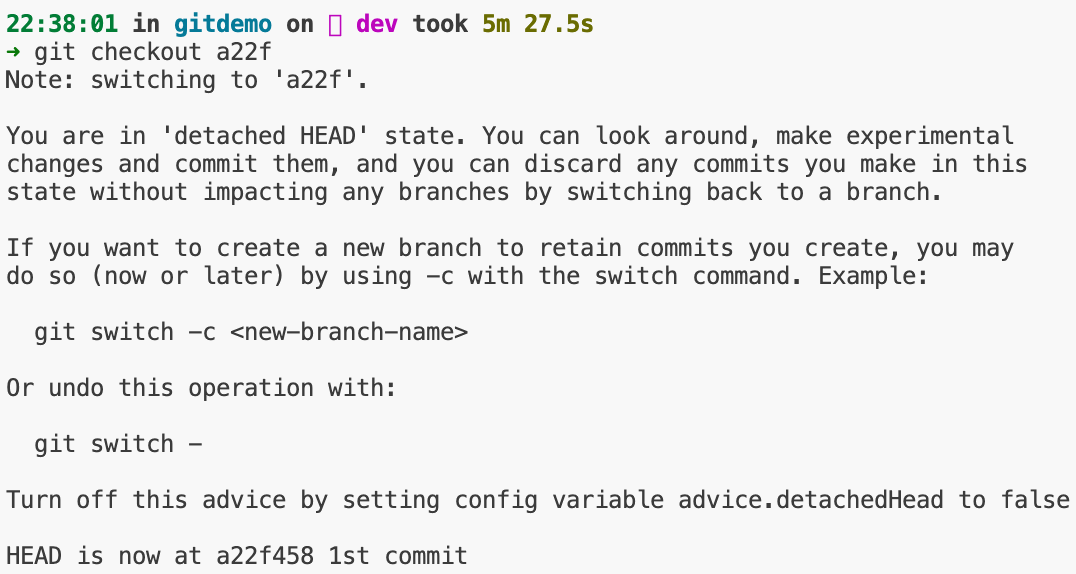 22:38:01 in gitdemo on dev took 5m 27.5s
➜ git checkout a22f
Note: switching to 'a22f'.

You are in 'detached HEAD' state. You can look around, make experimental
changes and commit them, and you can discard any commits you make in this
state without impacting any branches by switching back to a branch.

If you want to create a new branch to retain commits you create, you may
do so (now or later) by using -c with the switch command. Example:

  git switch -c <new-branch-name>

Or undo this operation with:

  git switch -

Turn off this advice by setting config variable advice.detachedHead to false

HEAD is now at a22f458 1st commit